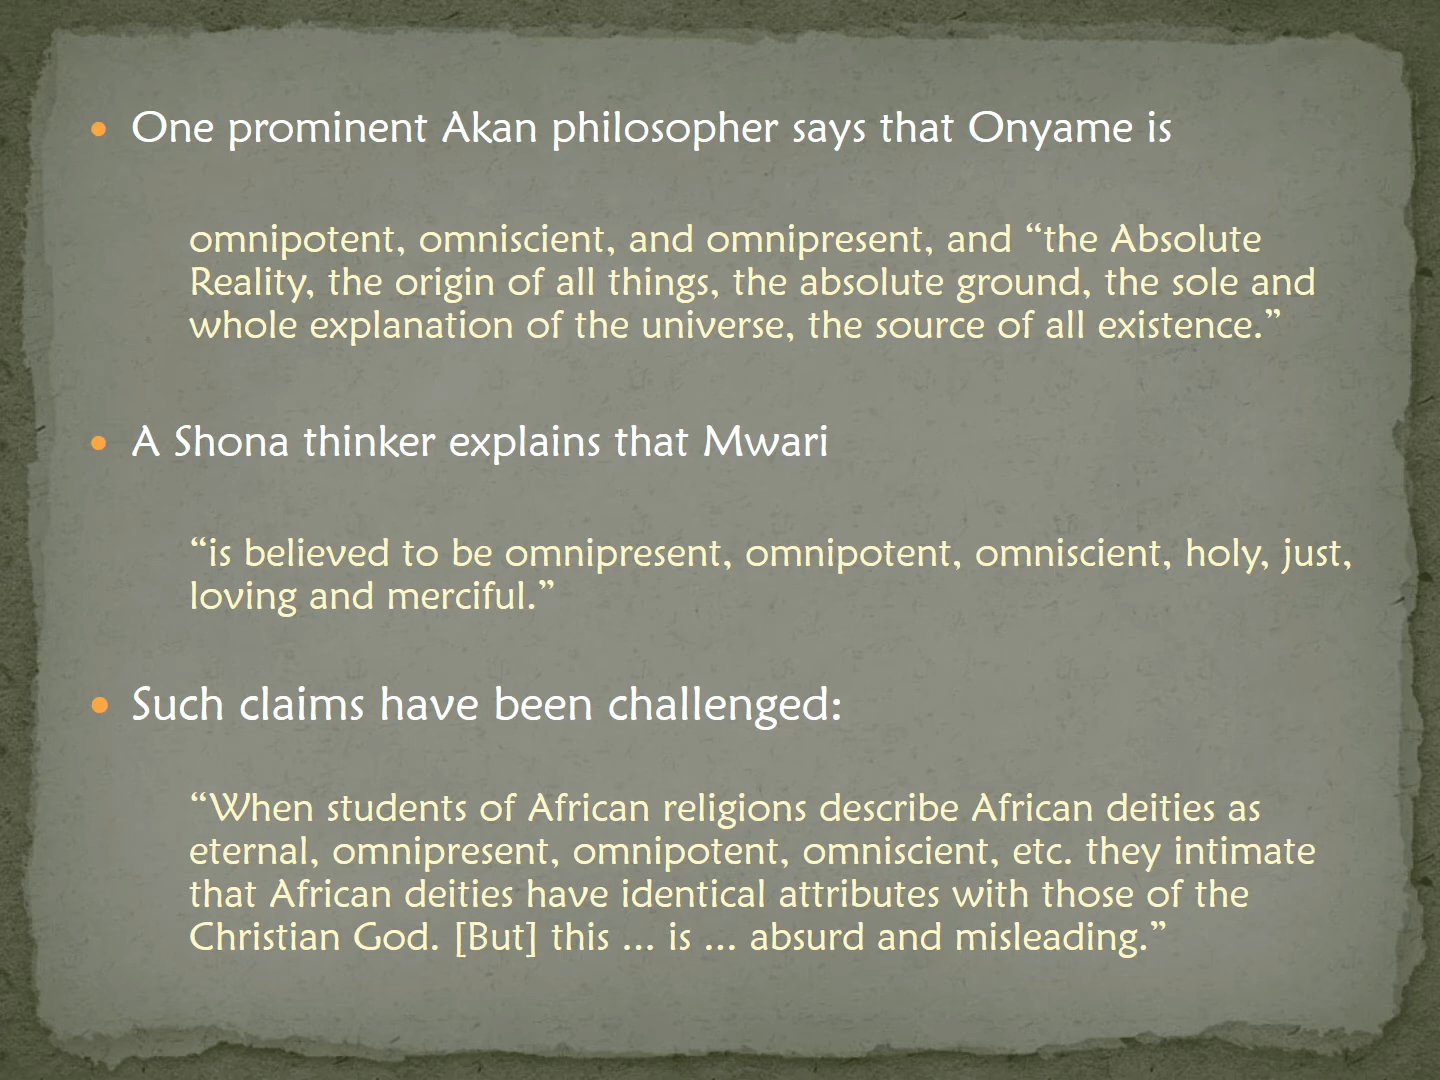 • One prominent Akan philosopher says that Onyame is
omnipotent, omniscient, and omnipresent, and “the Absolute
Reality, the origin of all things, the absolute ground, the sole and
whole explanation of the universe, the source of all existence.”
• A Shona thinker explains that Mwari
“is believed to be omnipresent, omnipotent, omniscient, holy, just,
loving and merciful.”
• Such claims have been challenged:
“When students of African religions describe African deities as
eternal, omnipresent, omnipotent, omniscient, etc. they intimate
that African deities have identical attributes with those of the
Christian God. [But] this ... is ... absurd and misleading.”